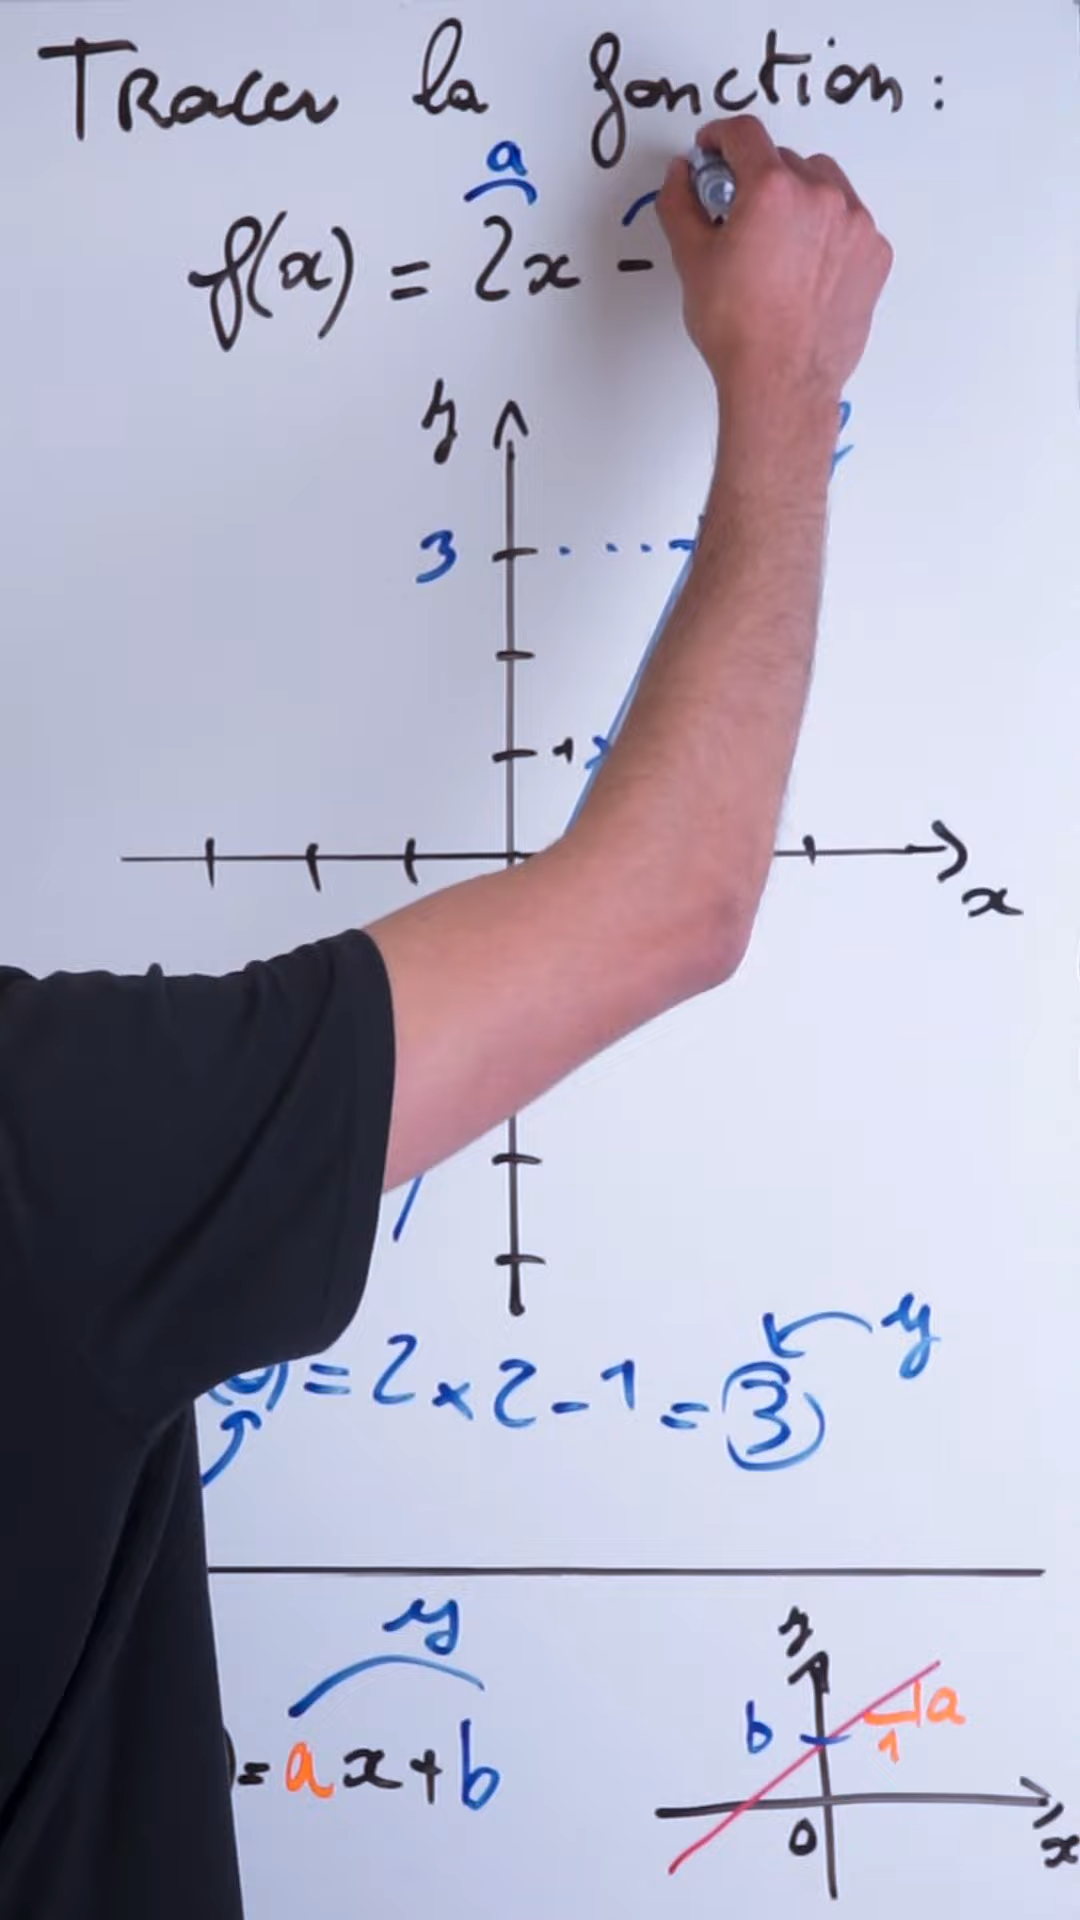 Tracer la fonction :
a
f(x) = 2x -
y
3
1
x
y
= 2 x 2 - 1 = 3
y
y
b
a
1
= ax + b
0
x